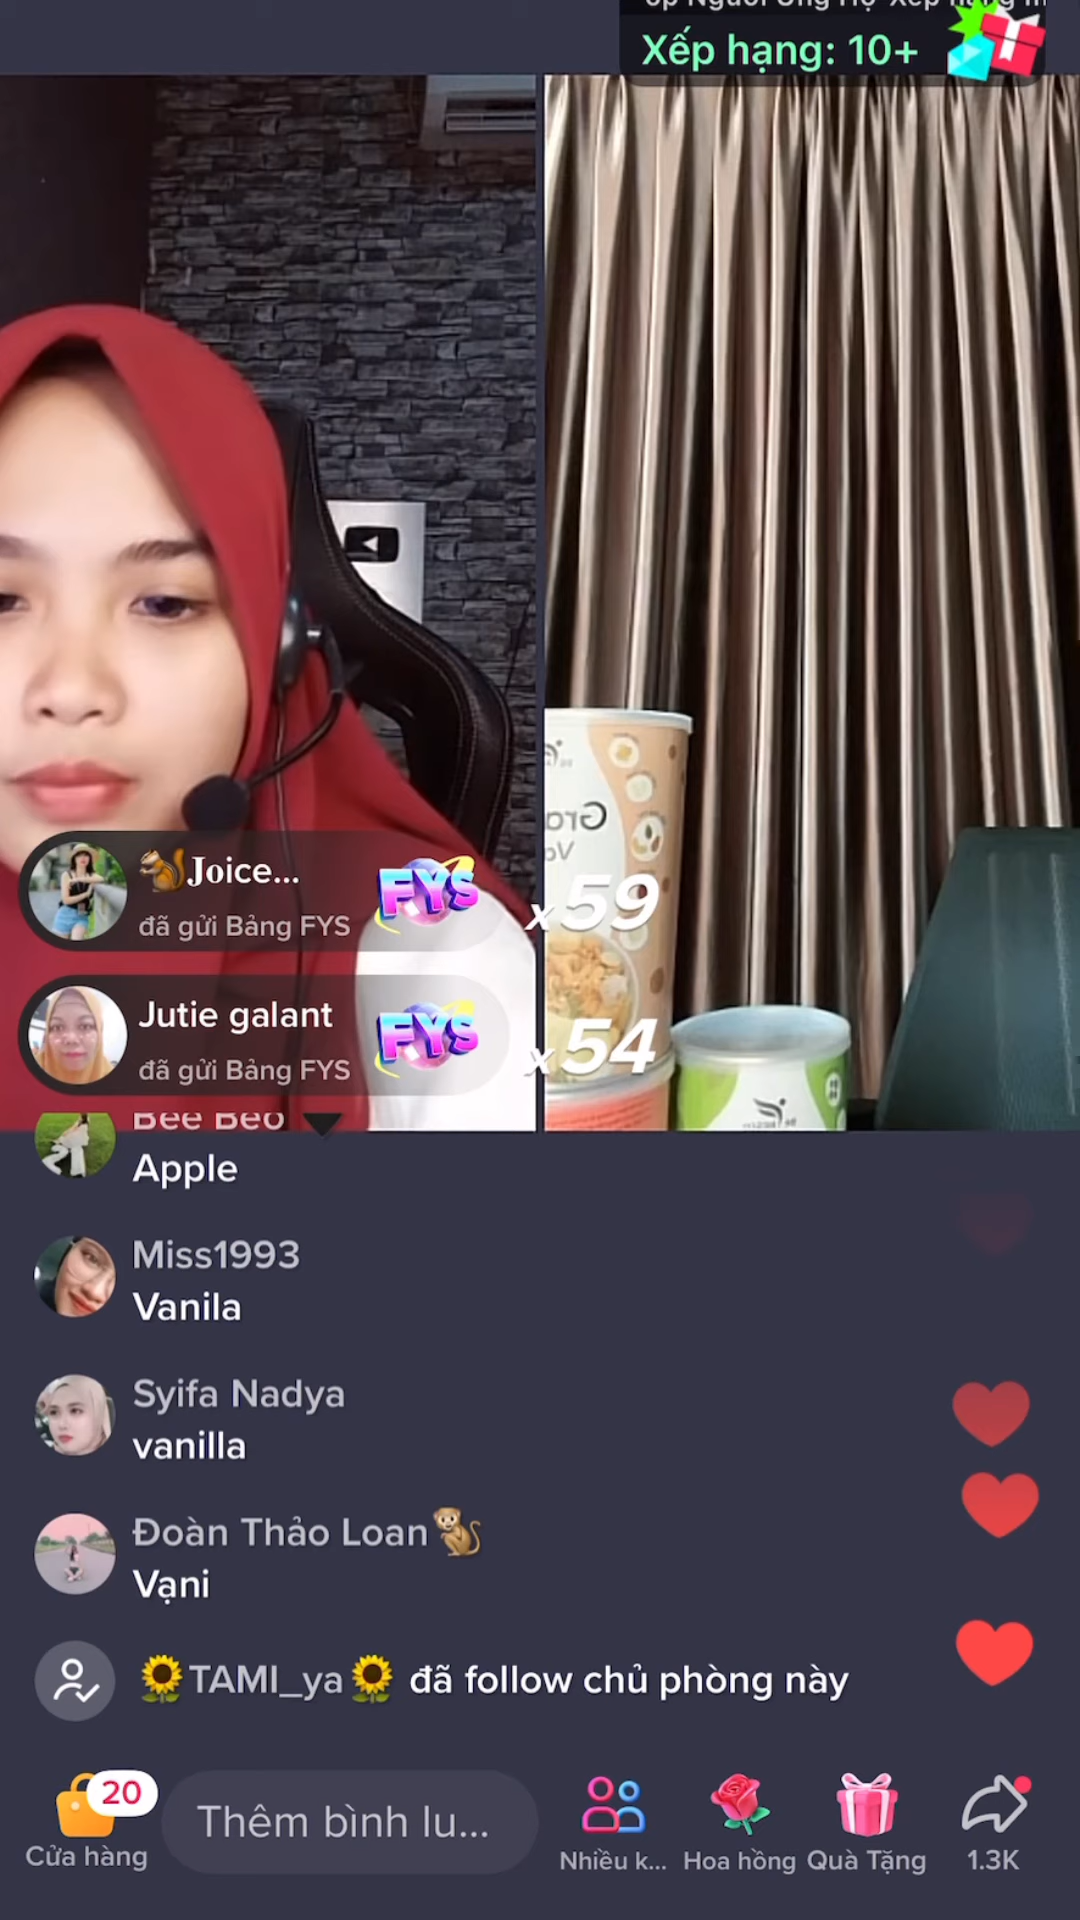 Xếp hạng: 10+
🐿️Joice...
đã gửi Bảng FYS
FYS
x59
Jutie galant
đã gửi Bảng FYS
FYS
x54
Bee Beo
Apple
Miss1993
Vanila
Syifa Nadya
vanilla
Đoàn Thảo Loan🐒
Vạni
🌻TAMI_ya🌻 đã follow chủ phòng này
20
Cửa hàng
Thêm bình lu...
Nhiều k...
Hoa hồng
Quà Tặng
1.3K